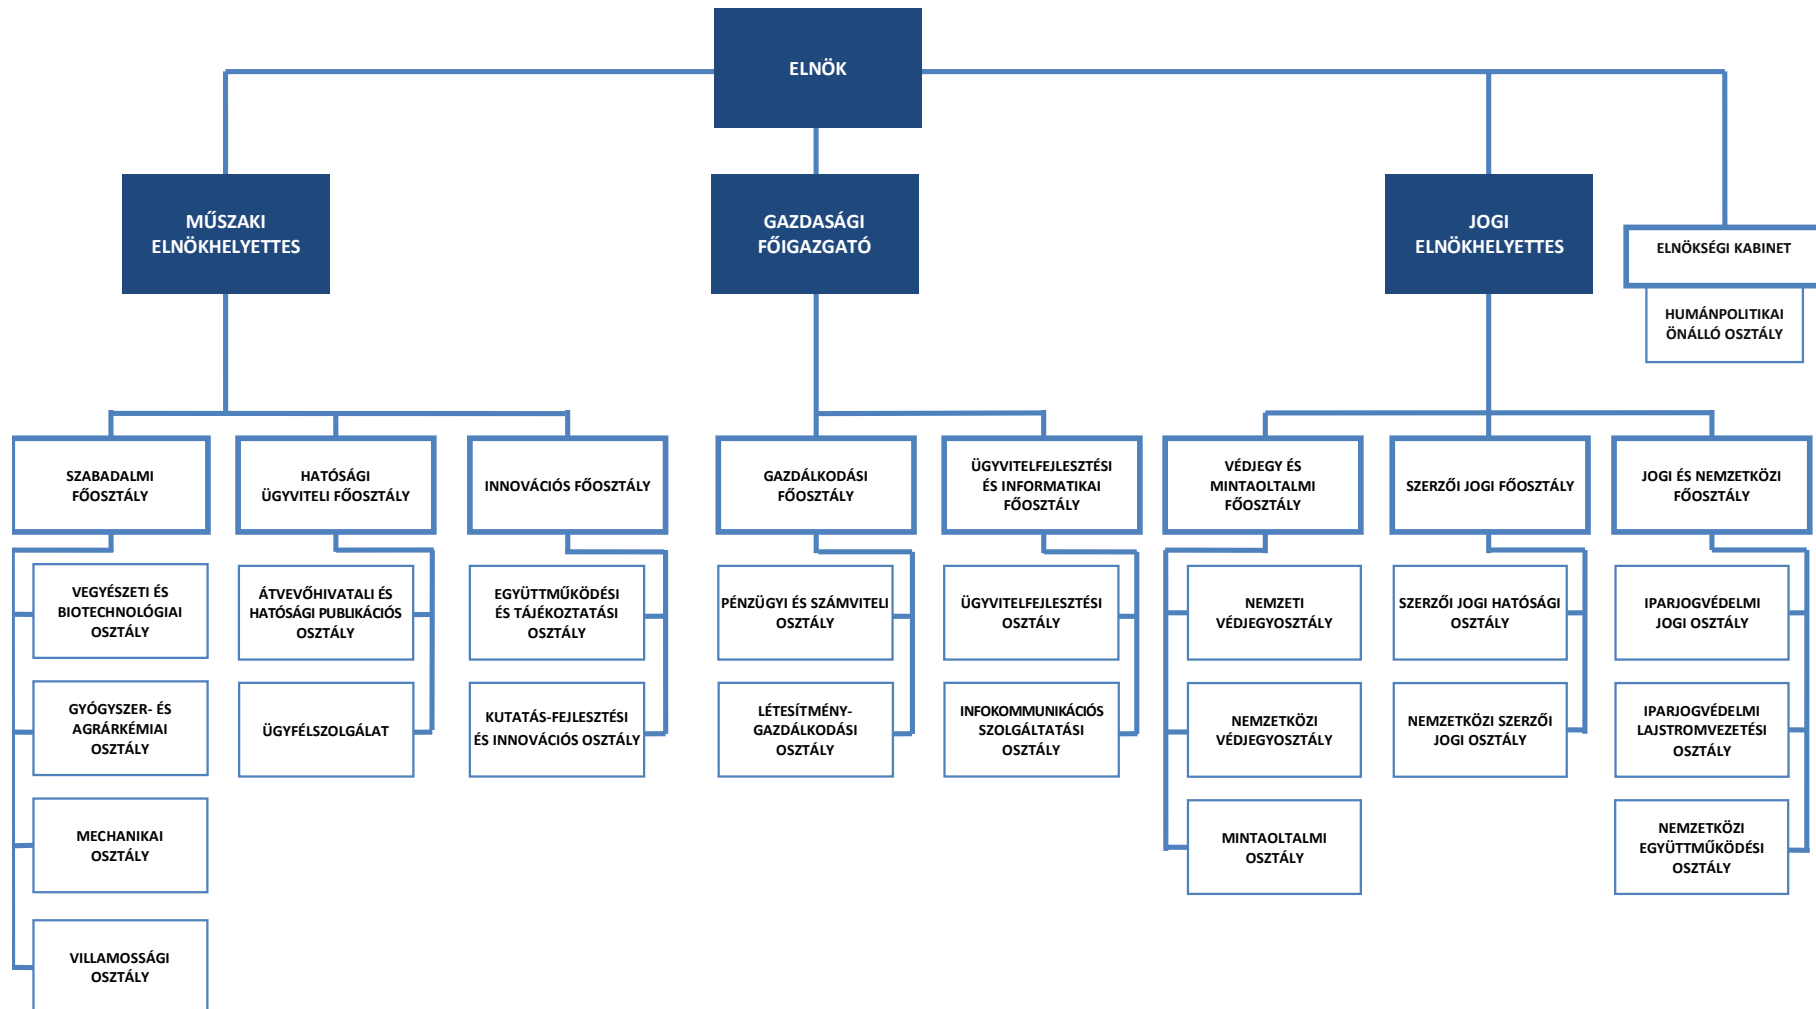 ELNÖK
MŰSZAKI
ELNÖKHELYETTES
GAZDASÁGI
FŐIGAZGATÓ
JOGI
ELNÖKHELYETTES
ELNÖKSÉGI KABINET
HUMÁNPOLITIKAI
ÖNÁLLÓ OSZTÁLY
SZABADALMI
FŐOSZTÁLY
HATÓSÁGI
ÜGYVITELI FŐOSZTÁLY
INNOVÁCIÓS FŐOSZTÁLY
GAZDÁLKODÁSI
FŐOSZTÁLY
ÜGYVITELFEJLESZTÉSI
ÉS INFORMATIKAI
FŐOSZTÁLY
VÉDJEGY ÉS
MINTAOLTALMI
FŐOSZTÁLY
SZERZŐI JOGI FŐOSZTÁLY
JOGI ÉS NEMZETKÖZI
FŐOSZTÁLY
VEGYÉSZETI ÉS
BIOTECHNOLÓGIAI
OSZTÁLY
ÁTVEVŐHIVATALI ÉS
HATÓSÁGI PUBLIKÁCIÓS
OSZTÁLY
EGYÜTTMŰKÖDÉSI
ÉS TÁJÉKOZTATÁSI
OSZTÁLY
PÉNZÜGYI ÉS SZÁMVITELI
OSZTÁLY
ÜGYVITELFEJLESZTÉSI
OSZTÁLY
NEMZETI
VÉDJEGYOSZTÁLY
SZERZŐI JOGI HATÓSÁGI
OSZTÁLY
IPARJOGVÉDELMI
JOGI OSZTÁLY
GYÓGYSZER- ÉS
AGRÁRKÉMIAI
OSZTÁLY
ÜGYFÉLSZOLGÁLAT
KUTATÁS-FEJLESZTÉSI
ÉS INNOVÁCIÓS OSZTÁLY
LÉTESÍTMÉNY-
GAZDÁLKODÁSI
OSZTÁLY
INFOKOMMUNIKÁCIÓS
SZOLGÁLTATÁSI
OSZTÁLY
NEMZETKÖZI
VÉDJEGYOSZTÁLY
NEMZETKÖZI SZERZŐI
JOGI OSZTÁLY
IPARJOGVÉDELMI
LAJSTROMVEZETÉSI
OSZTÁLY
MECHANIKAI
OSZTÁLY
MINTAOLTALMI
OSZTÁLY
NEMZETKÖZI
EGYÜTTMŰKÖDÉSI
OSZTÁLY
VILLAMOSSÁGI
OSZTÁLY